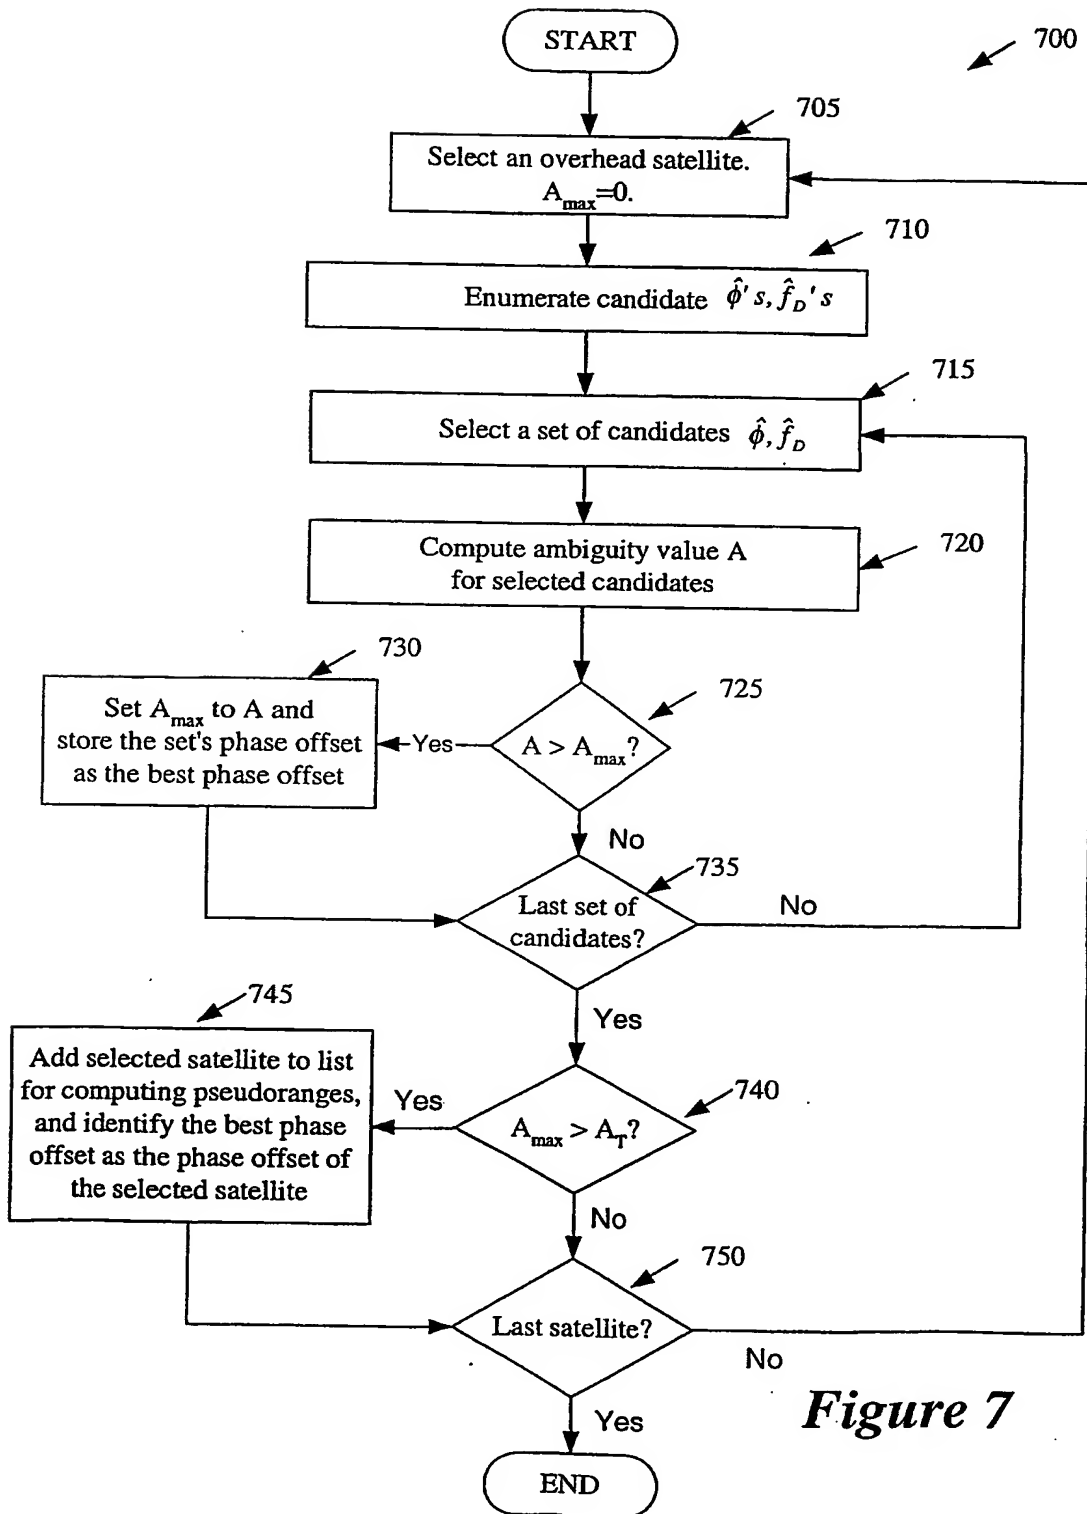 START
700
705
Select an overhead satellite.
A_max=0.
710
Enumerate candidate ϕ̂'s, f̂_D's
715
Select a set of candidates ϕ̂, f̂_D
720
Compute ambiguity value A
for selected candidates
730
Set A_max to A and
store the set's phase offset
as the best phase offset
725
Yes
A > A_max?
No
735
Last set of
candidates?
No
Yes
745
Add selected satellite to list
for computing pseudoranges,
and identify the best phase
offset as the phase offset of
the selected satellite
Yes
740
A_max > A_T?
No
750
Last satellite?
No
Yes
END
Figure 7